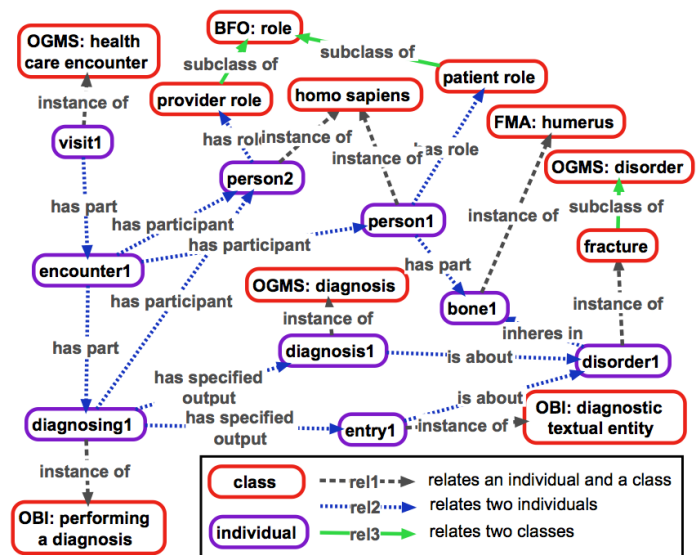 BFO: role
OGMS: health
care encounter
subclass of
subclass of
provider role
homo sapiens
patient role
instance of
FMA: humerus
visit1
has role
instance of
instance of
has role
person2
OGMS: disorder
has part
person1
instance of
subclass of
has participant
has participant
fracture
encounter1
has part
OGMS: diagnosis
has participant
bone1
instance of
instance of
inheres in
has part
diagnosis1
is about
disorder1
has specified
output
is about
diagnosing1
has specified
output
entry1
instance of
OBI: diagnostic
textual entity
instance of
OBI: performing
a diagnosis
class
rel1
relates an individual and a class
rel2
relates two individuals
individual
rel3
relates two classes